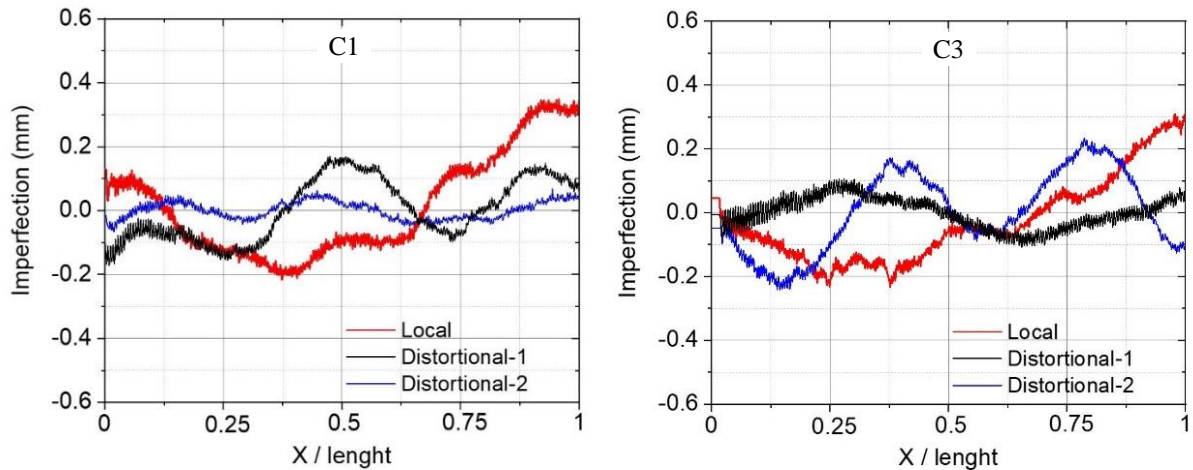 C1
0.6
0.4
0.2
0.0
-0.2
-0.4
-0.6
Imperfection (mm)
Local
Distortional-1
Distortional-2
0 0.25 0.5 0.75 1
X / lenght
C3
0.6
0.4
0.2
0.0
-0.2
-0.4
-0.6
Imperfection (mm)
Local
Distortional-1
Distortional-2
0 0.25 0.5 0.75 1
X / lenght